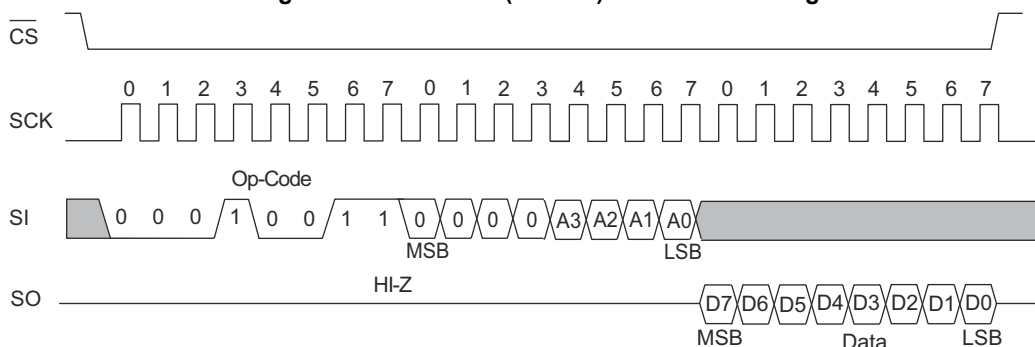 CS
0 1 2 3 4 5 6 7 0 1 2 3 4 5 6 7 0 1 2 3 4 5 6 7
SCK
Op-Code
SI 0 0 0 1 0 0 1 1 0 0 0 0 A3 A2 A1 A0
MSB LSB
HI-Z
SO D7 D6 D5 D4 D3 D2 D1 D0
MSB Data LSB